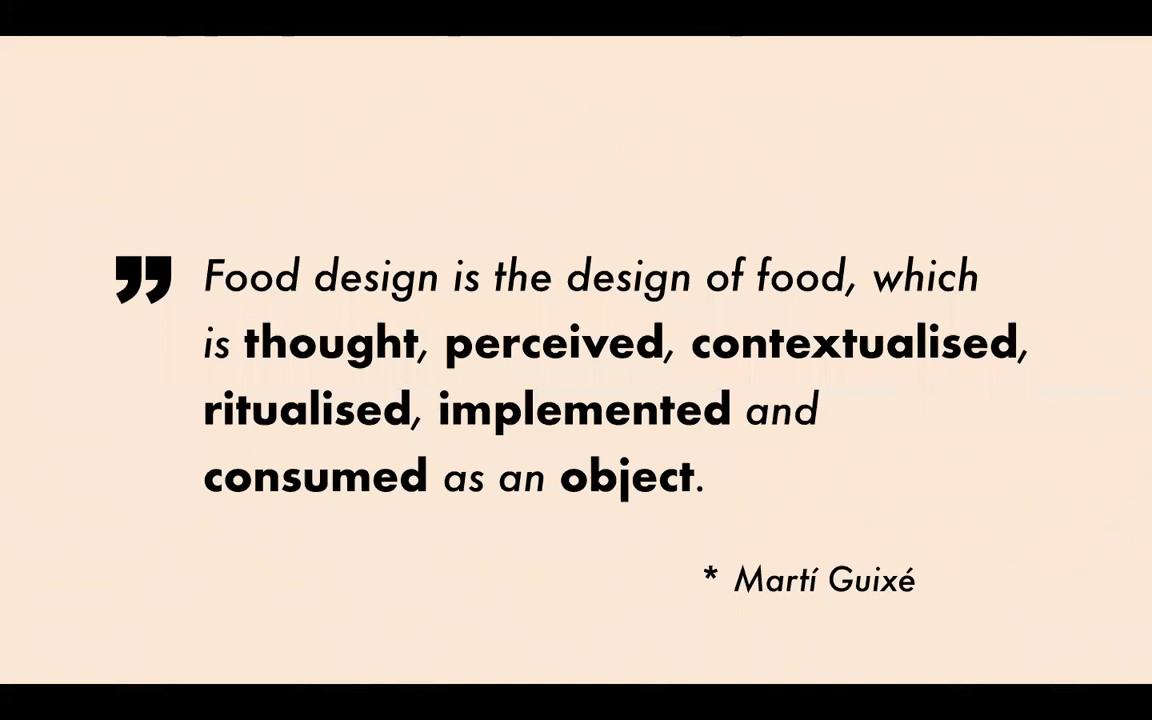 ” Food design is the design of food, which
is thought, perceived, contextualised,
ritualised, implemented and
consumed as an object.
* Martí Guixé